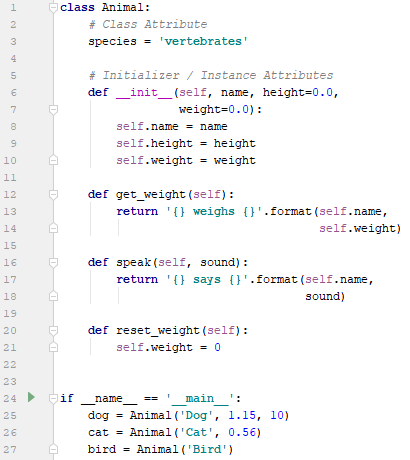 1 class Animal:
2     # Class Attribute
3     species = 'vertebrates'
4
5     # Initializer / Instance Attributes
6     def __init__(self, name, height=0.0,
7                  weight=0.0):
8         self.name = name
9         self.height = height
10         self.weight = weight
11
12     def get_weight(self):
13         return '{} weighs {}'.format(self.name,
14                                      self.weight)
15
16     def speak(self, sound):
17         return '{} says {}'.format(self.name,
18                                    sound)
19
20     def reset_weight(self):
21         self.weight = 0
22
23
24 if __name__ == '__main__':
25     dog = Animal('Dog', 1.15, 10)
26     cat = Animal('Cat', 0.56)
27     bird = Animal('Bird')